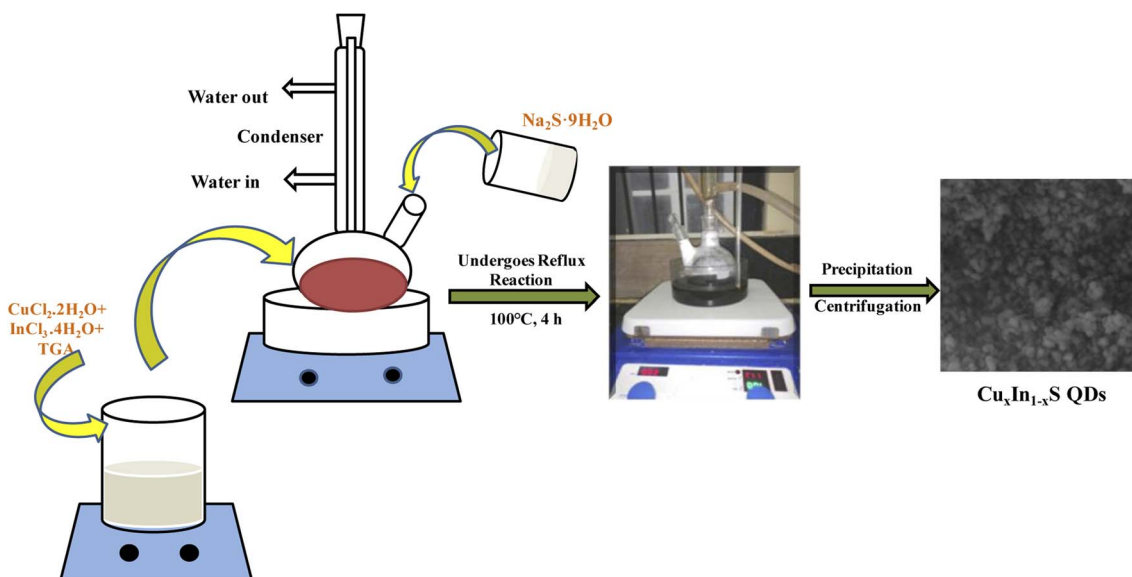 Water out
Condenser
Water in
Na₂S·9H₂O
CuCl₂.2H₂O+
InCl₃.4H₂O+
TGA
Undergoes Reflux
Reaction
100°C, 4 h
Precipitation
Centrifugation
CuₓIn₁₋ₓS QDs